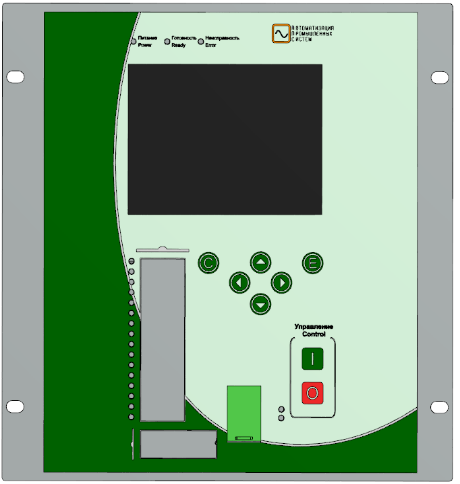 Питание
Power
Готовность
Ready
Неисправность
Error
АВТОМАТИЗАЦИЯ
ПРОМЫШЛЕННЫХ
СИСТЕМ
C
E
Управление
Control
I
O